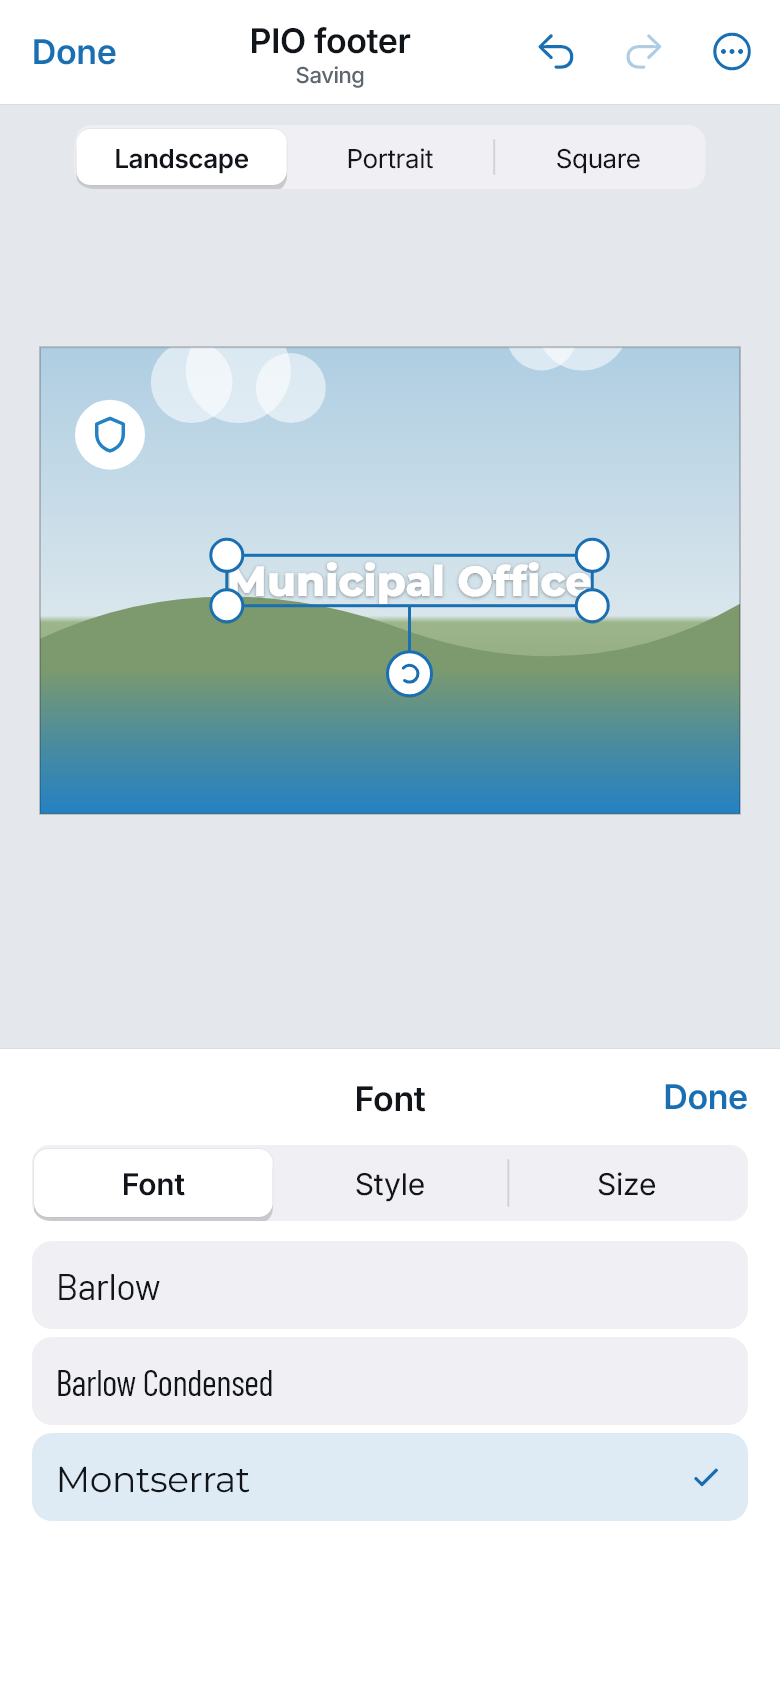 Done
PIO footer
Saving
Landscape
Portrait
Square
Municipal Office
Font
Done
Font
Style
Size
Barlow
Barlow Condensed
Montserrat